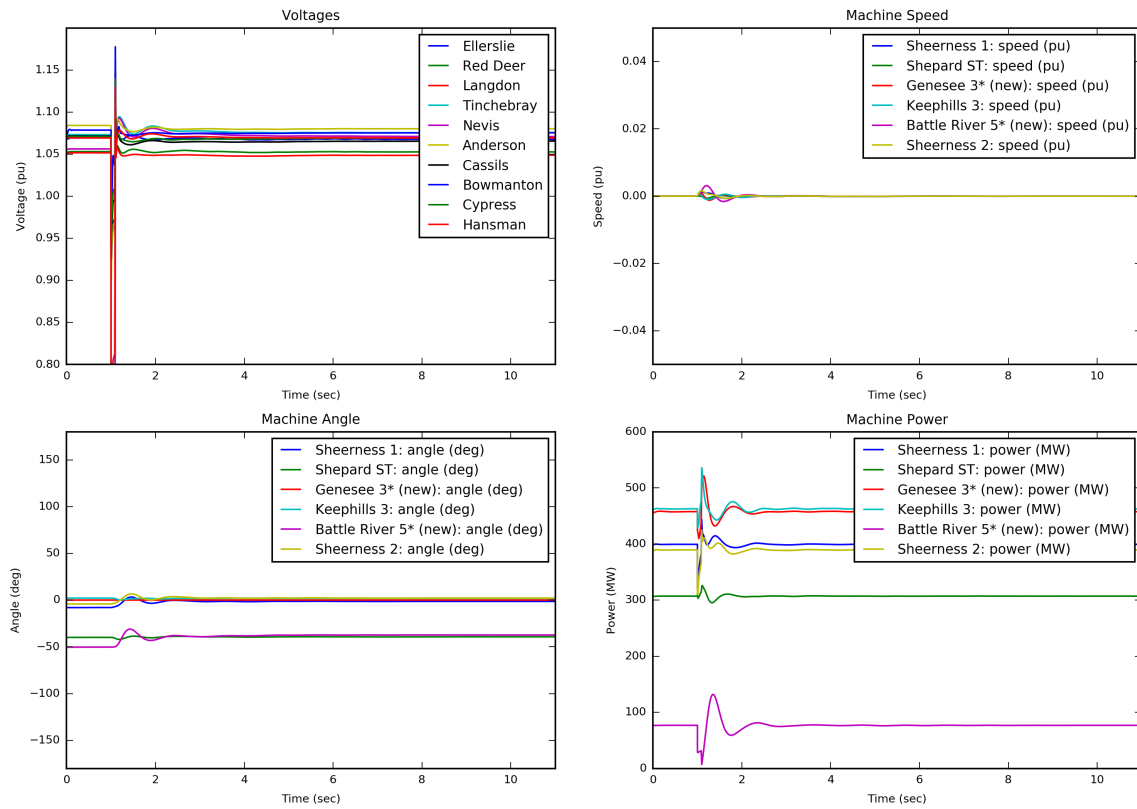 Voltages
1.15
1.10
1.05
1.00
0.95
0.90
0.85
0.80
Voltage (pu)
0
2
4
6
8
10
Time (sec)
Ellerslie
Red Deer
Langdon
Tinchebray
Nevis
Anderson
Cassils
Bowmanton
Cypress
Hansman
Machine Speed
0.04
0.02
0.00
−0.02
−0.04
Speed (pu)
0
2
4
6
8
10
Time (sec)
Sheerness 1: speed (pu)
Shepard ST: speed (pu)
Genesee 3* (new): speed (pu)
Keephills 3: speed (pu)
Battle River 5* (new): speed (pu)
Sheerness 2: speed (pu)
Machine Angle
150
100
50
0
−50
−100
−150
Angle (deg)
0
2
4
6
8
10
Time (sec)
Sheerness 1: angle (deg)
Shepard ST: angle (deg)
Genesee 3* (new): angle (deg)
Keephills 3: angle (deg)
Battle River 5* (new): angle (deg)
Sheerness 2: angle (deg)
Machine Power
600
500
400
300
200
100
0
Power (MW)
0
2
4
6
8
10
Time (sec)
Sheerness 1: power (MW)
Shepard ST: power (MW)
Genesee 3* (new): power (MW)
Keephills 3: power (MW)
Battle River 5* (new): power (MW)
Sheerness 2: power (MW)